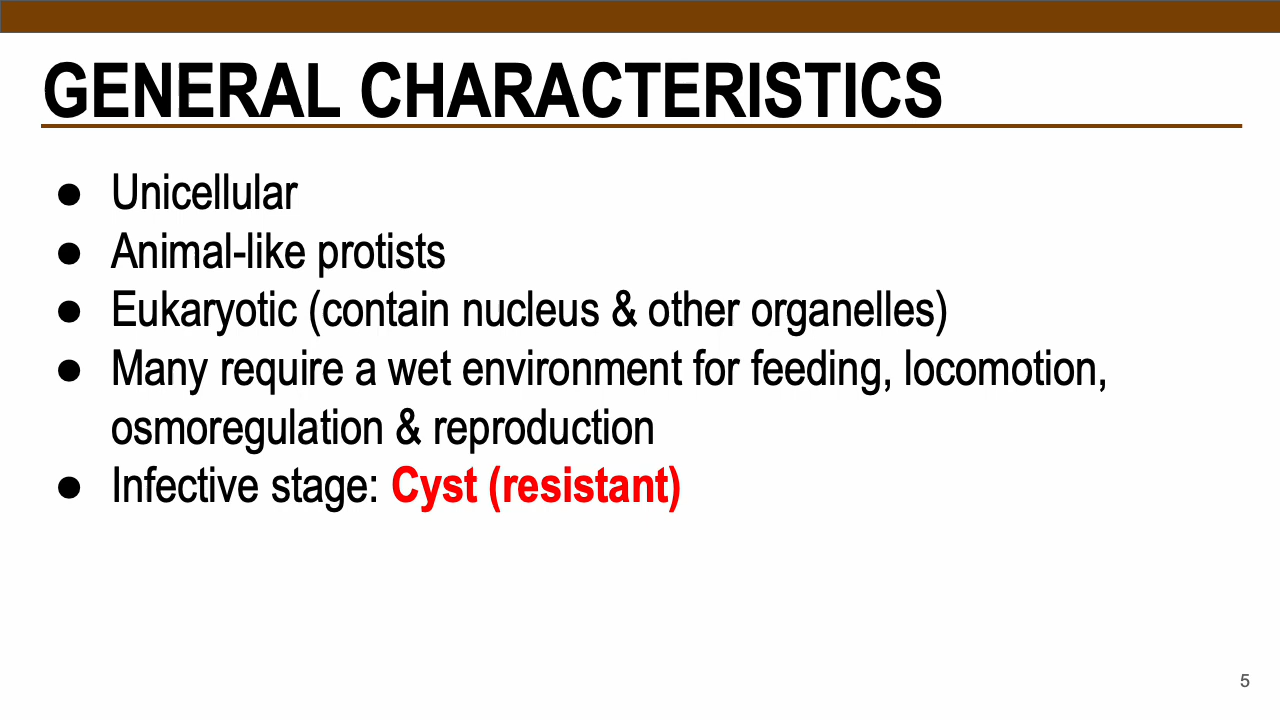 GENERAL CHARACTERISTICS
● Unicellular
● Animal-like protists
● Eukaryotic (contain nucleus & other organelles)
● Many require a wet environment for feeding, locomotion,
osmoregulation & reproduction
● Infective stage: Cyst (resistant)
5